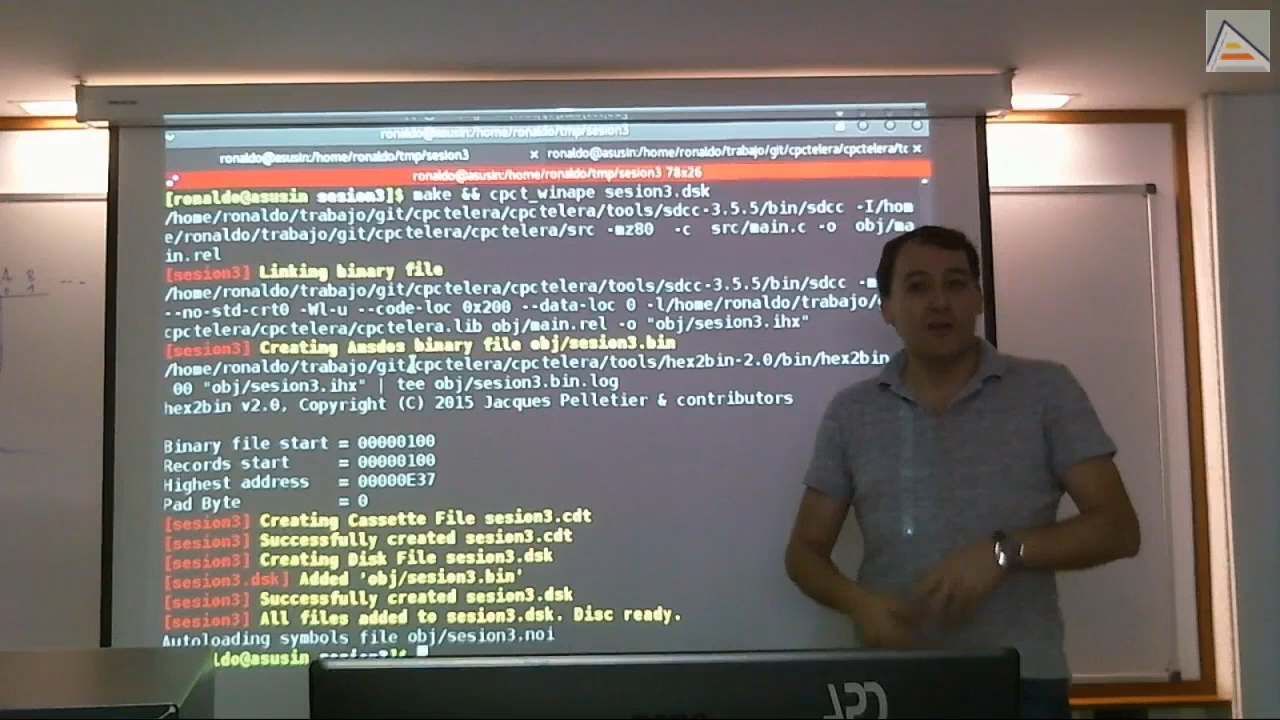 ronaldo@asusin:/home/ronaldo/tmp/sesion3
ronaldo@asusin:/home/ronaldo/tmp/sesion3 × ronaldo@asusin:/home/ronaldo/trabajo/git/cpctelera/cpctelera/tc ×
ronaldo@asusin:/home/ronaldo/tmp/sesion3 78x26
[ronaldo@asusin sesion3]$ make && cpct_winape sesion3.dsk
/home/ronaldo/trabajo/git/cpctelera/cpctelera/tools/sdcc-3.5.5/bin/sdcc -I/hom
e/ronaldo/trabajo/git/cpctelera/cpctelera/src -mz80 -c src/main.c -o obj/ma
in.rel
[sesion3] Linking binary file
/home/ronaldo/trabajo/git/cpctelera/cpctelera/tools/sdcc-3.5.5/bin/sdcc
--no-std-crt0 -Wl-u --code-loc 0x200 --data-loc 0 -l/home/ronaldo/trabajo/
cpctelera/cpctelera/cpctelera.lib obj/main.rel -o "obj/sesion3.ihx"
[sesion3] Creating Amsdos binary file obj/sesion3.bin
/home/ronaldo/trabajo/git/cpctelera/cpctelera/tools/hex2bin-2.0/bin/hex2bin
00 "obj/sesion3.ihx" | tee obj/sesion3.bin.log
hex2bin v2.0, Copyright (C) 2015 Jacques Pelletier & contributors
Binary file start = 00000100
Records start = 00000100
Highest address = 00000E37
Pad Byte = 0
[sesion3] Creating Cassette File sesion3.cdt
[sesion3] Successfully created sesion3.cdt
[sesion3] Creating Disk File sesion3.dsk
[sesion3.dsk] Added 'obj/sesion3.bin'
[sesion3] Successfully created sesion3.dsk
[sesion3] All files added to sesion3.dsk. Disc ready.
Autoloading symbols file obj/sesion3.noi
ldo@asusin sesion3]$